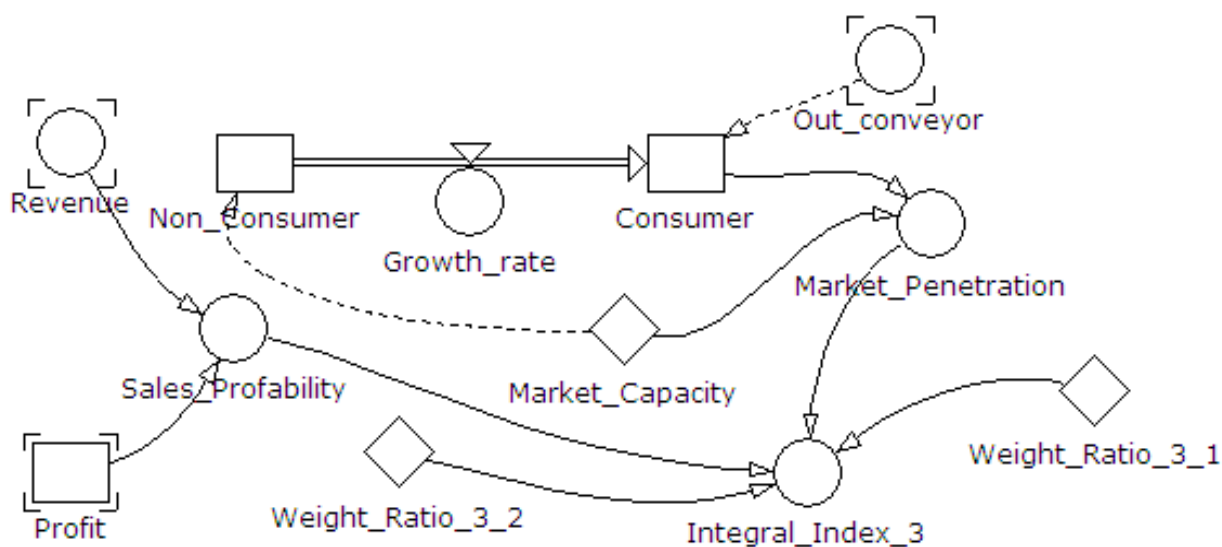 Out_conveyor
Revenue
Non_Consumer
Consumer
Growth_rate
Market_Penetration
Sales_Profability
Market_Capacity
Weight_Ratio_3_1
Profit
Weight_Ratio_3_2
Integral_Index_3